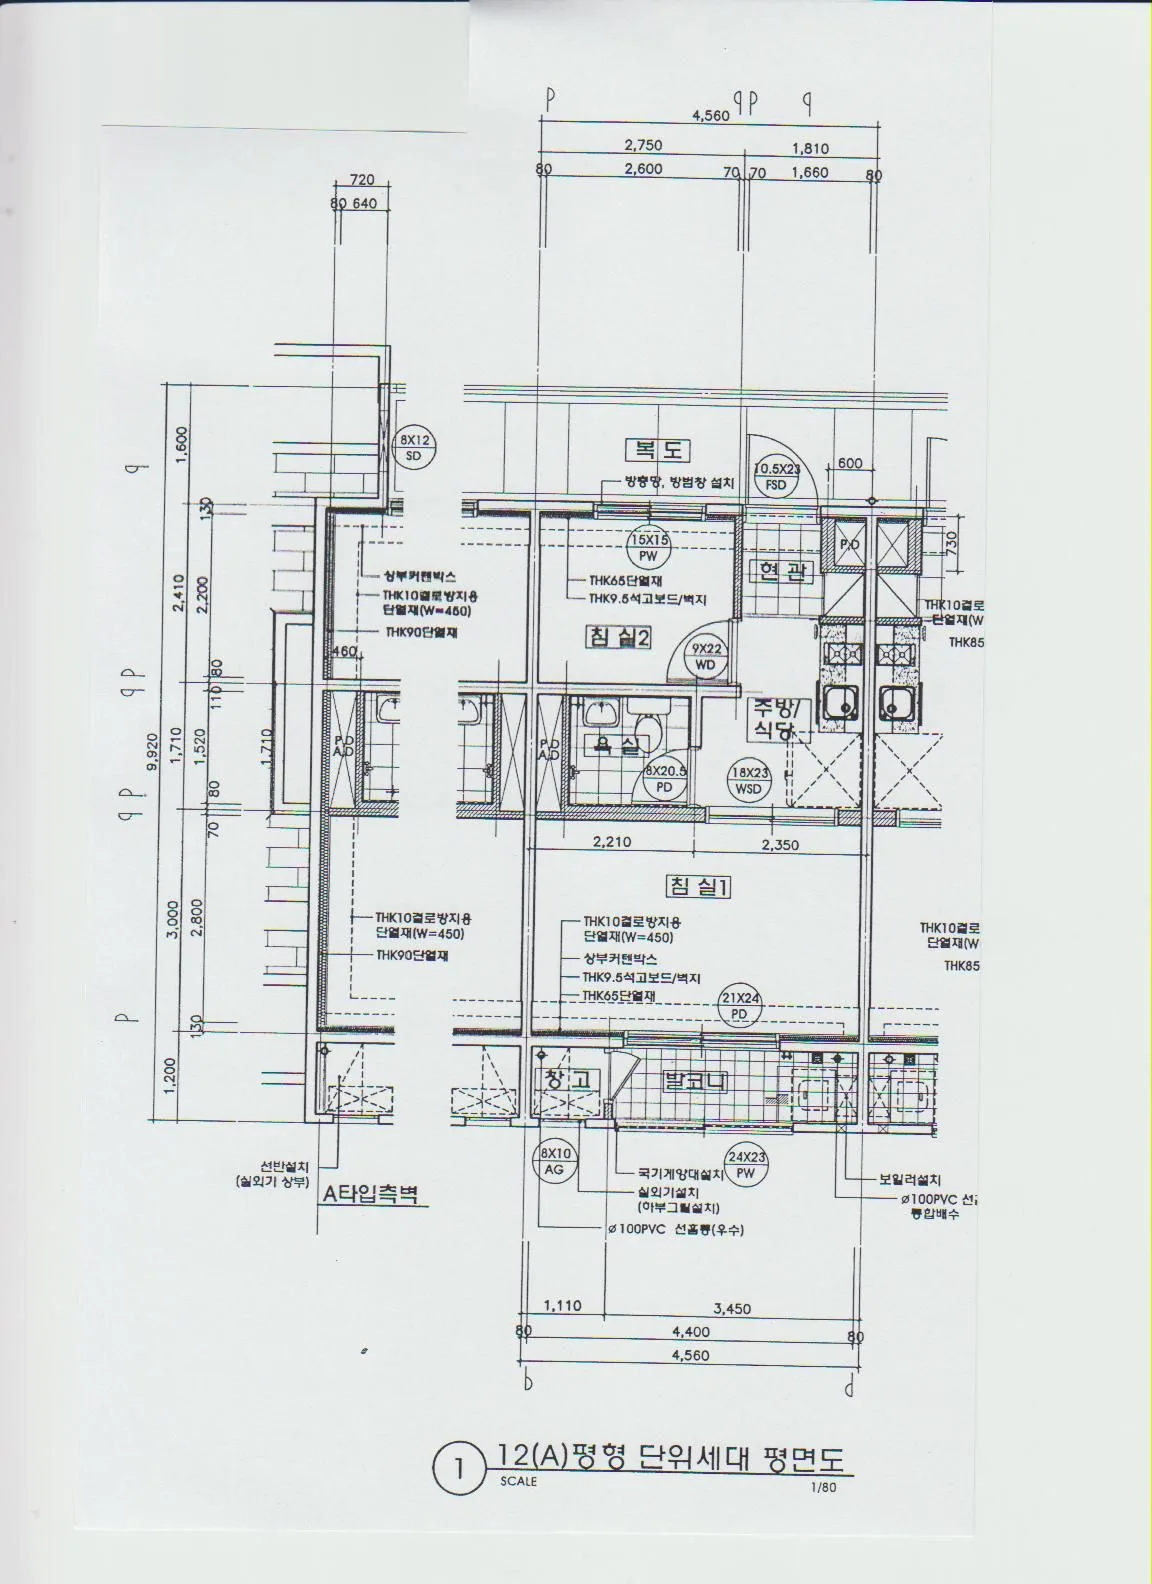 4,560
2,750
1,810
80
2,600
70
70
1,660
80
720
80 640
1,600
8X12
SD
복 도
방충망, 방범창 설치
10.5X23
FSD
600
130
15X15
PW
P.D
730
현 관
상부커텐박스
THK10결로방지용
단열재(W=450)
THK90단열재
THK65단열재
THK9.5석고보드/벽지
THK10결로
단열재(W
THK85
2,410
2,200
침 실2
9X22
WD
460
80
110
주방/
식당
9,920
1,710
1,520
1,710
P.D
A.D
P.D
A.D
욕 실
8X20.5
PD
18X23
WSD
80
70
2,210
2,350
침 실1
3,000
2,800
THK10결로방지용
단열재(W=450)
THK90단열재
THK10결로방지용
단열재(W=450)
상부커텐박스
THK9.5석고보드/벽지
THK65단열재
THK10결로
단열재(W
THK85
21X24
PD
130
1,200
창 고
발코니
8X10
AG
24X23
PW
선반설치
(실외기 상부)
A타입측벽
국기게양대설치
실외기설치
(하부그릴설치)
ø100PVC 선홈통(우수)
보일러설치
ø100PVC 선홈
통합배수
1,110
3,450
80
4,400
80
4,560
1
12(A)평형 단위세대 평면도
SCALE
1/80